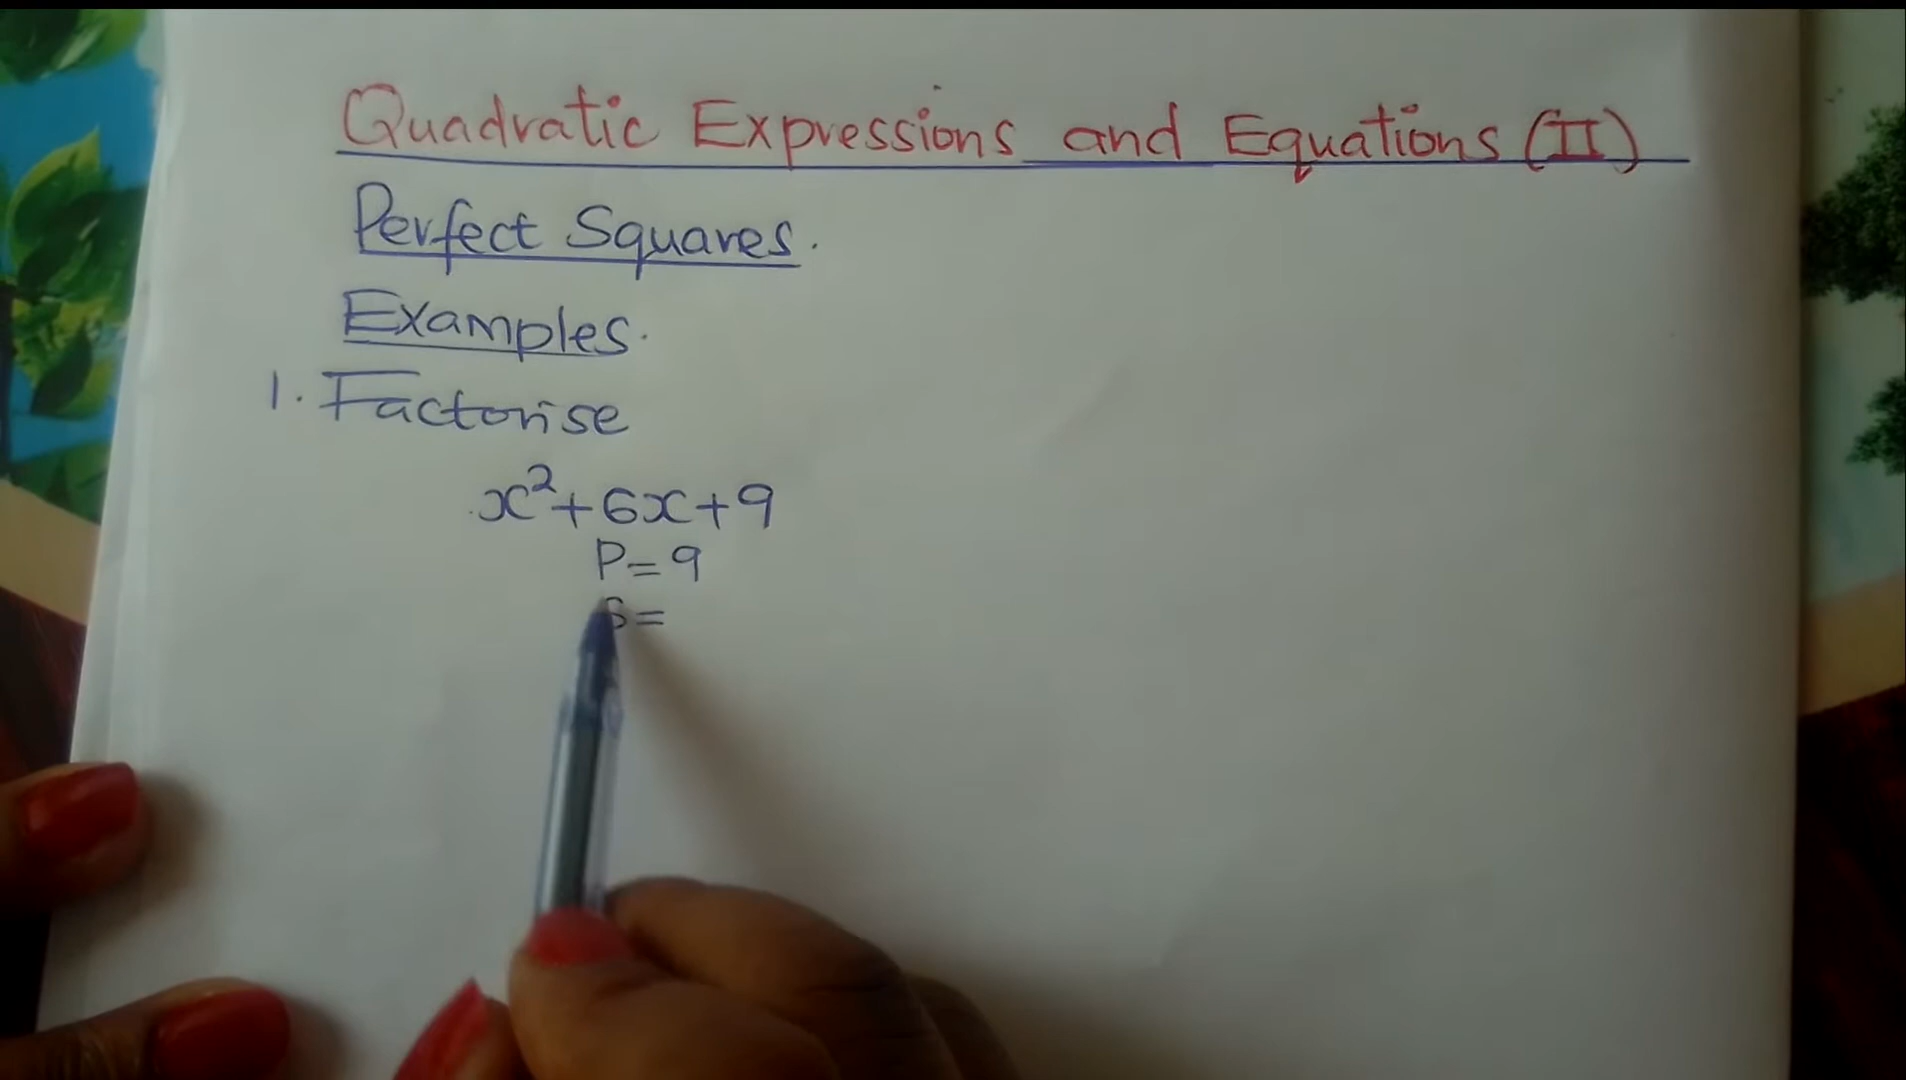 Quadratic Expressions and Equations (II)
Perfect Squares.
Examples.
1. Factorise
x²+6x+9
P=9
S=